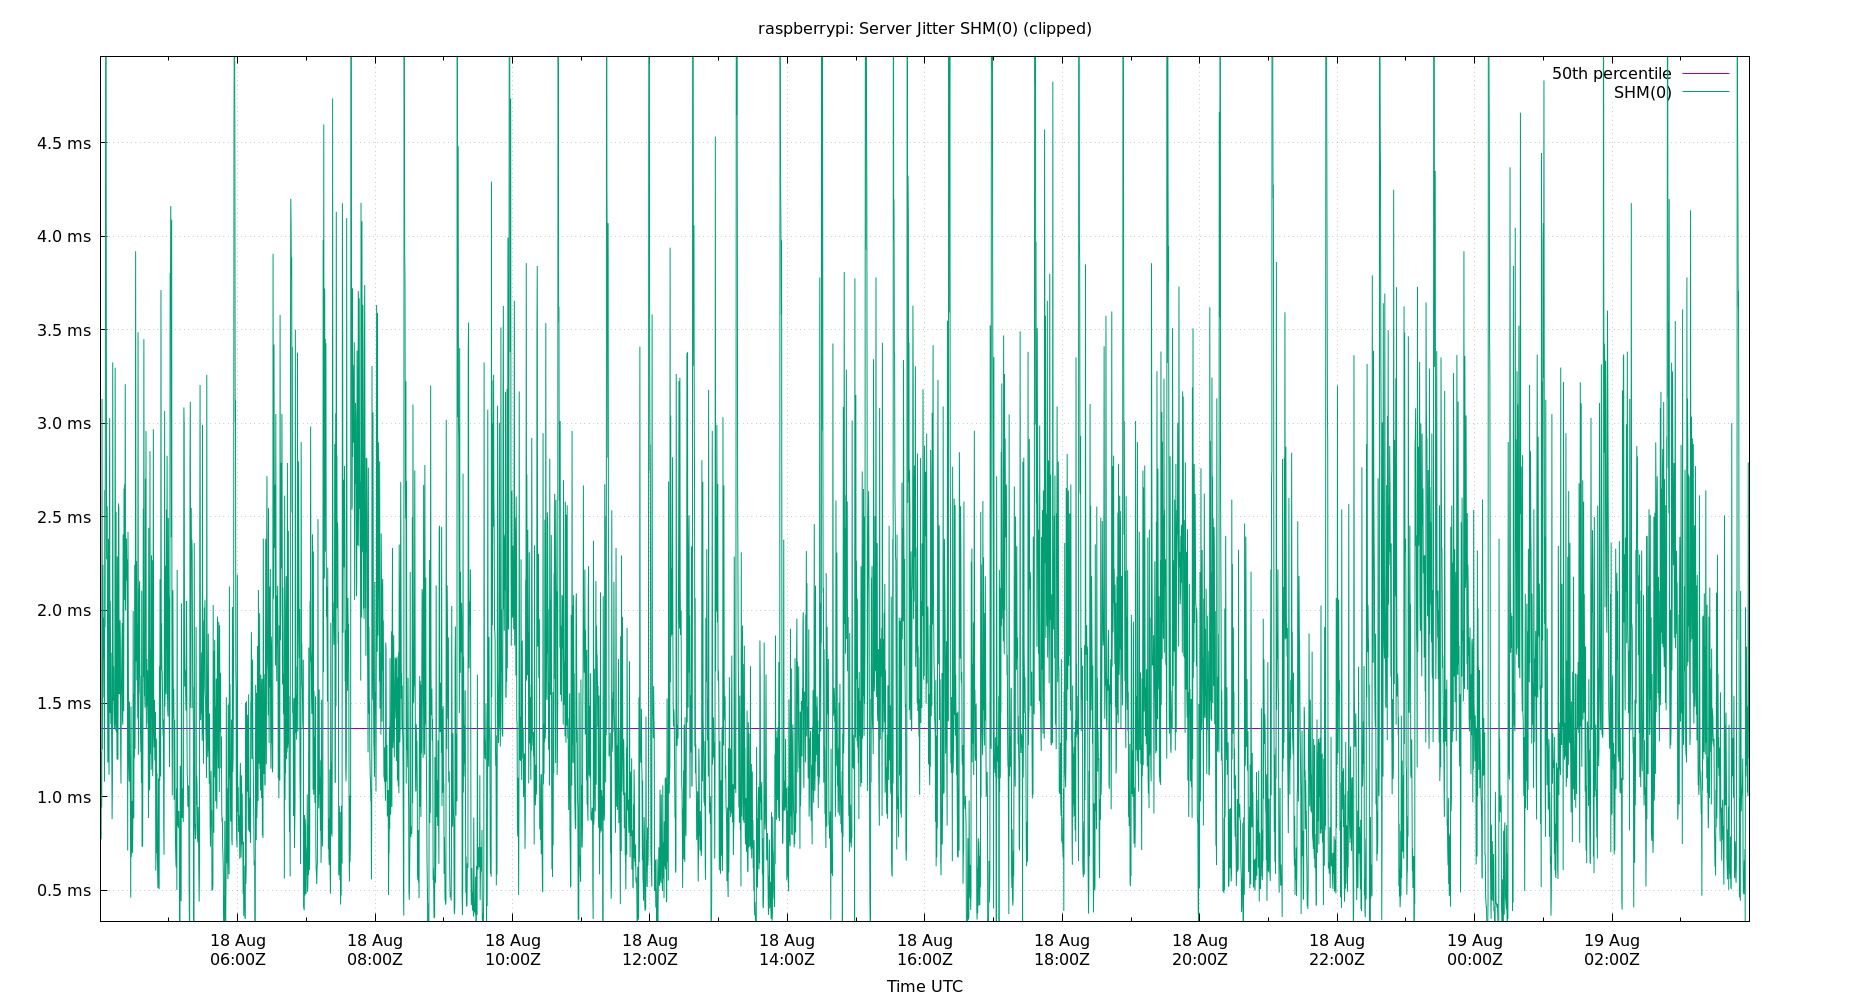 raspberrypi: Server Jitter SHM(0) (clipped)
50th percentile
SHM(0)
4.5 ms
4.0 ms
3.5 ms
3.0 ms
2.5 ms
2.0 ms
1.5 ms
1.0 ms
0.5 ms
18 Aug 18 Aug 18 Aug 18 Aug 18 Aug 18 Aug 18 Aug 18 Aug 18 Aug 19 Aug 19 Aug
06:00Z 08:00Z 10:00Z 12:00Z 14:00Z 16:00Z 18:00Z 20:00Z 22:00Z 00:00Z 02:00Z
Time UTC